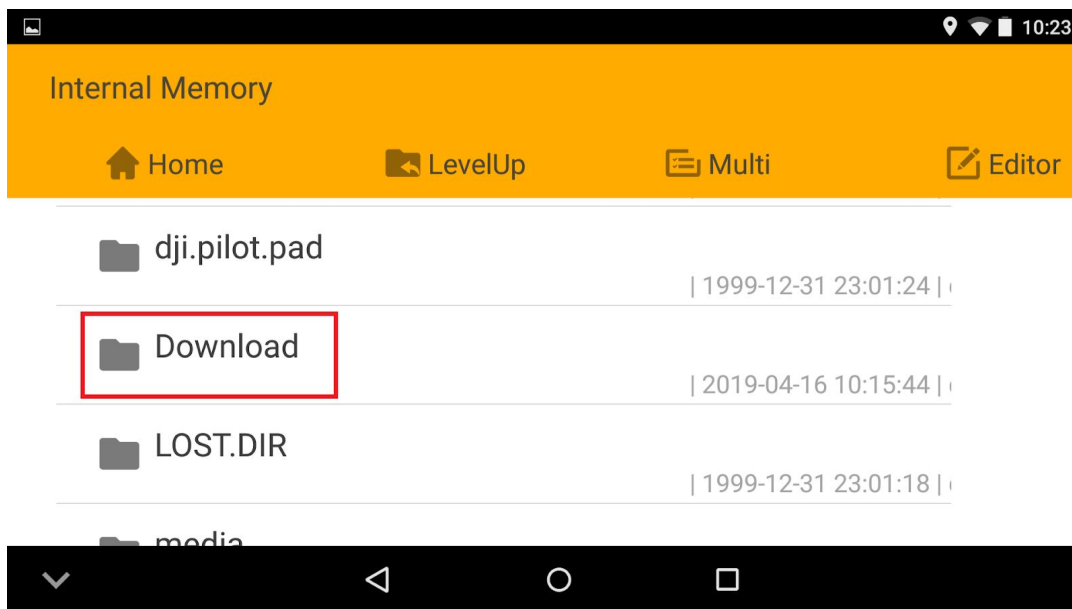 10:23
Internal Memory
Home LevelUp Multi Editor
dji.pilot.pad
| 1999-12-31 23:01:24 |
Download
| 2019-04-16 10:15:44 |
LOST.DIR
| 1999-12-31 23:01:18 |
media